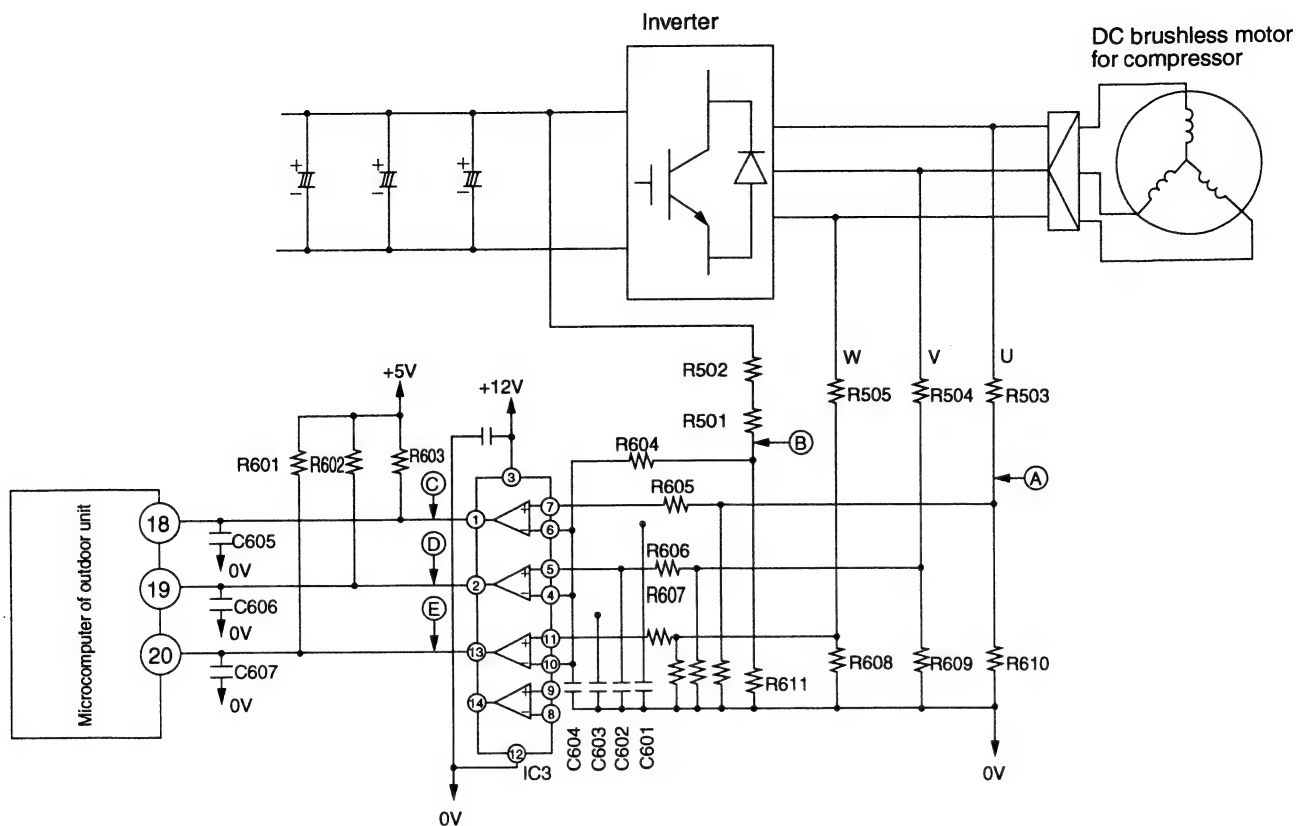 Inverter
DC brushless motor
for compressor
+
−
+
−
+
−
W
V
U
R502
R505
R504
R503
+5V
+12V
R501
B
R604
R601
R602
R603
A
C
3
R605
Microcomputer of outdoor unit
18
1
+
−
7
6
C605
0V
D
R606
5
19
2
+
−
4
R607
C606
0V
E
11
20
13
+
−
10
R608
R609
R610
C607
R611
0V
14
+
−
9
8
C604
C603
C602
C601
12
IC3
0V
0V